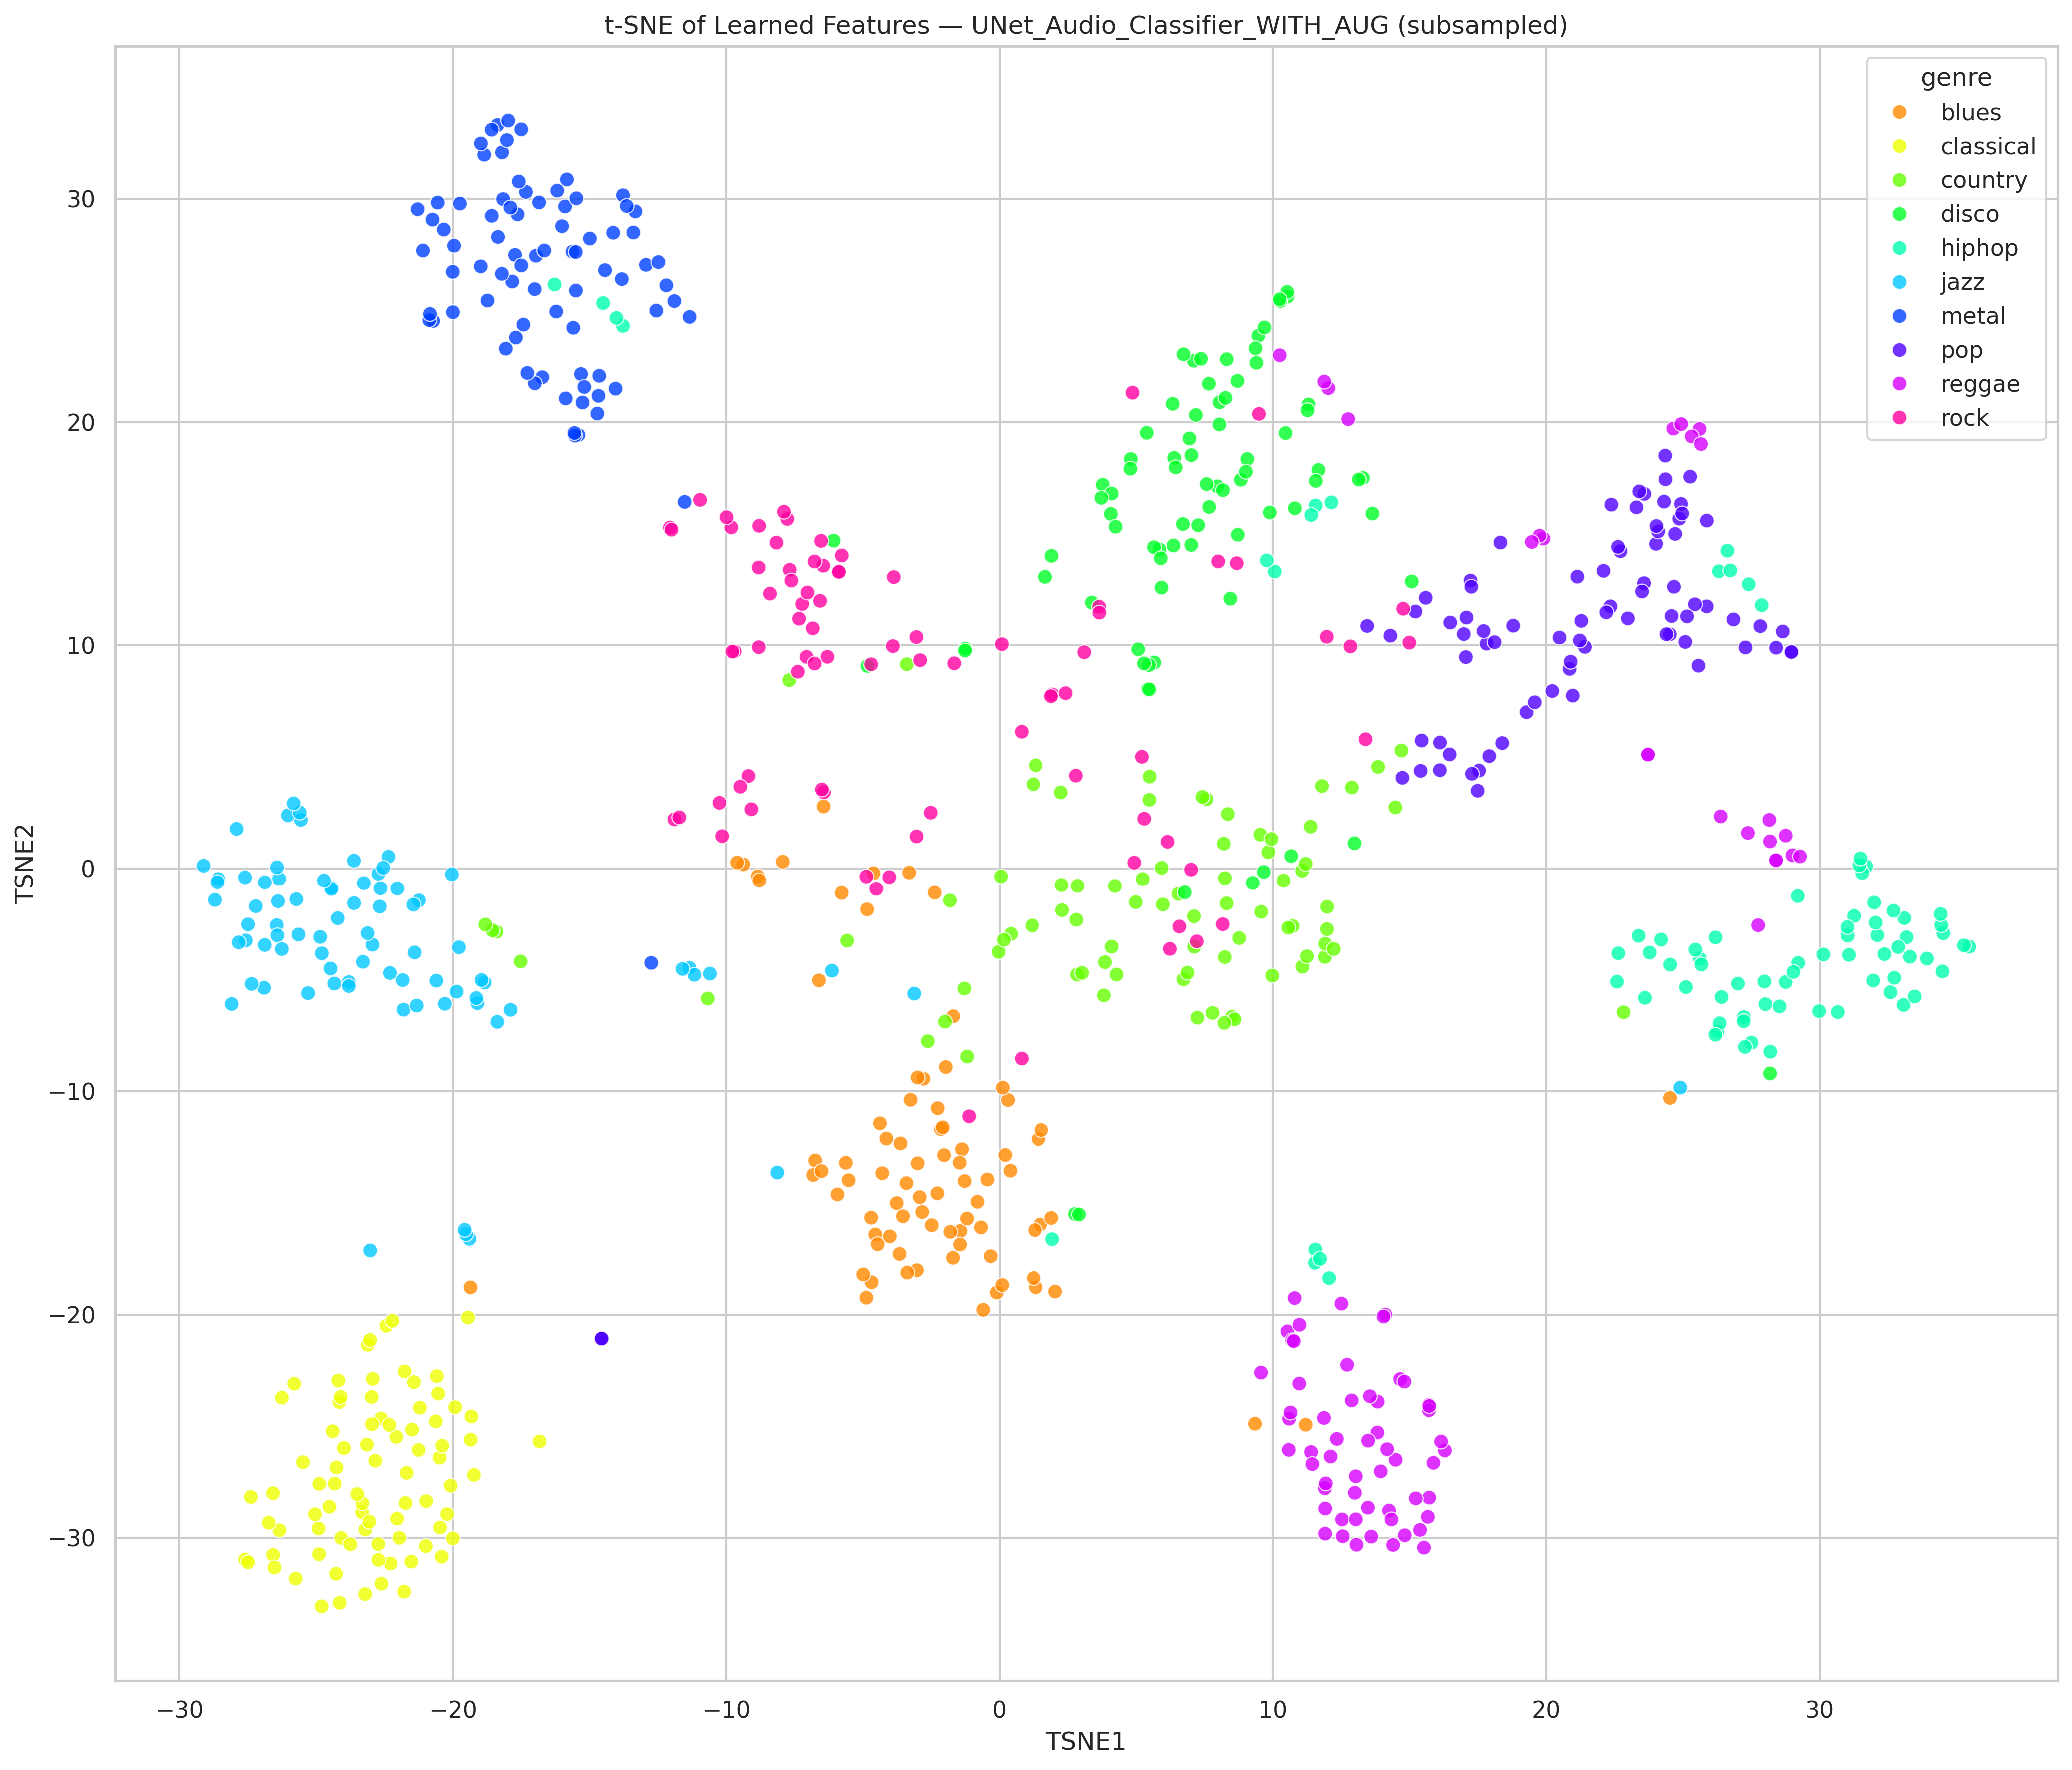 t-SNE of Learned Features — UNet_Audio_Classifier_WITH_AUG (subsampled)
genre
blues
classical
country
disco
hiphop
jazz
metal
pop
reggae
rock
30
20
10
0
−10
−20
−30
TSNE2
−30
−20
−10
0
10
20
30
TSNE1